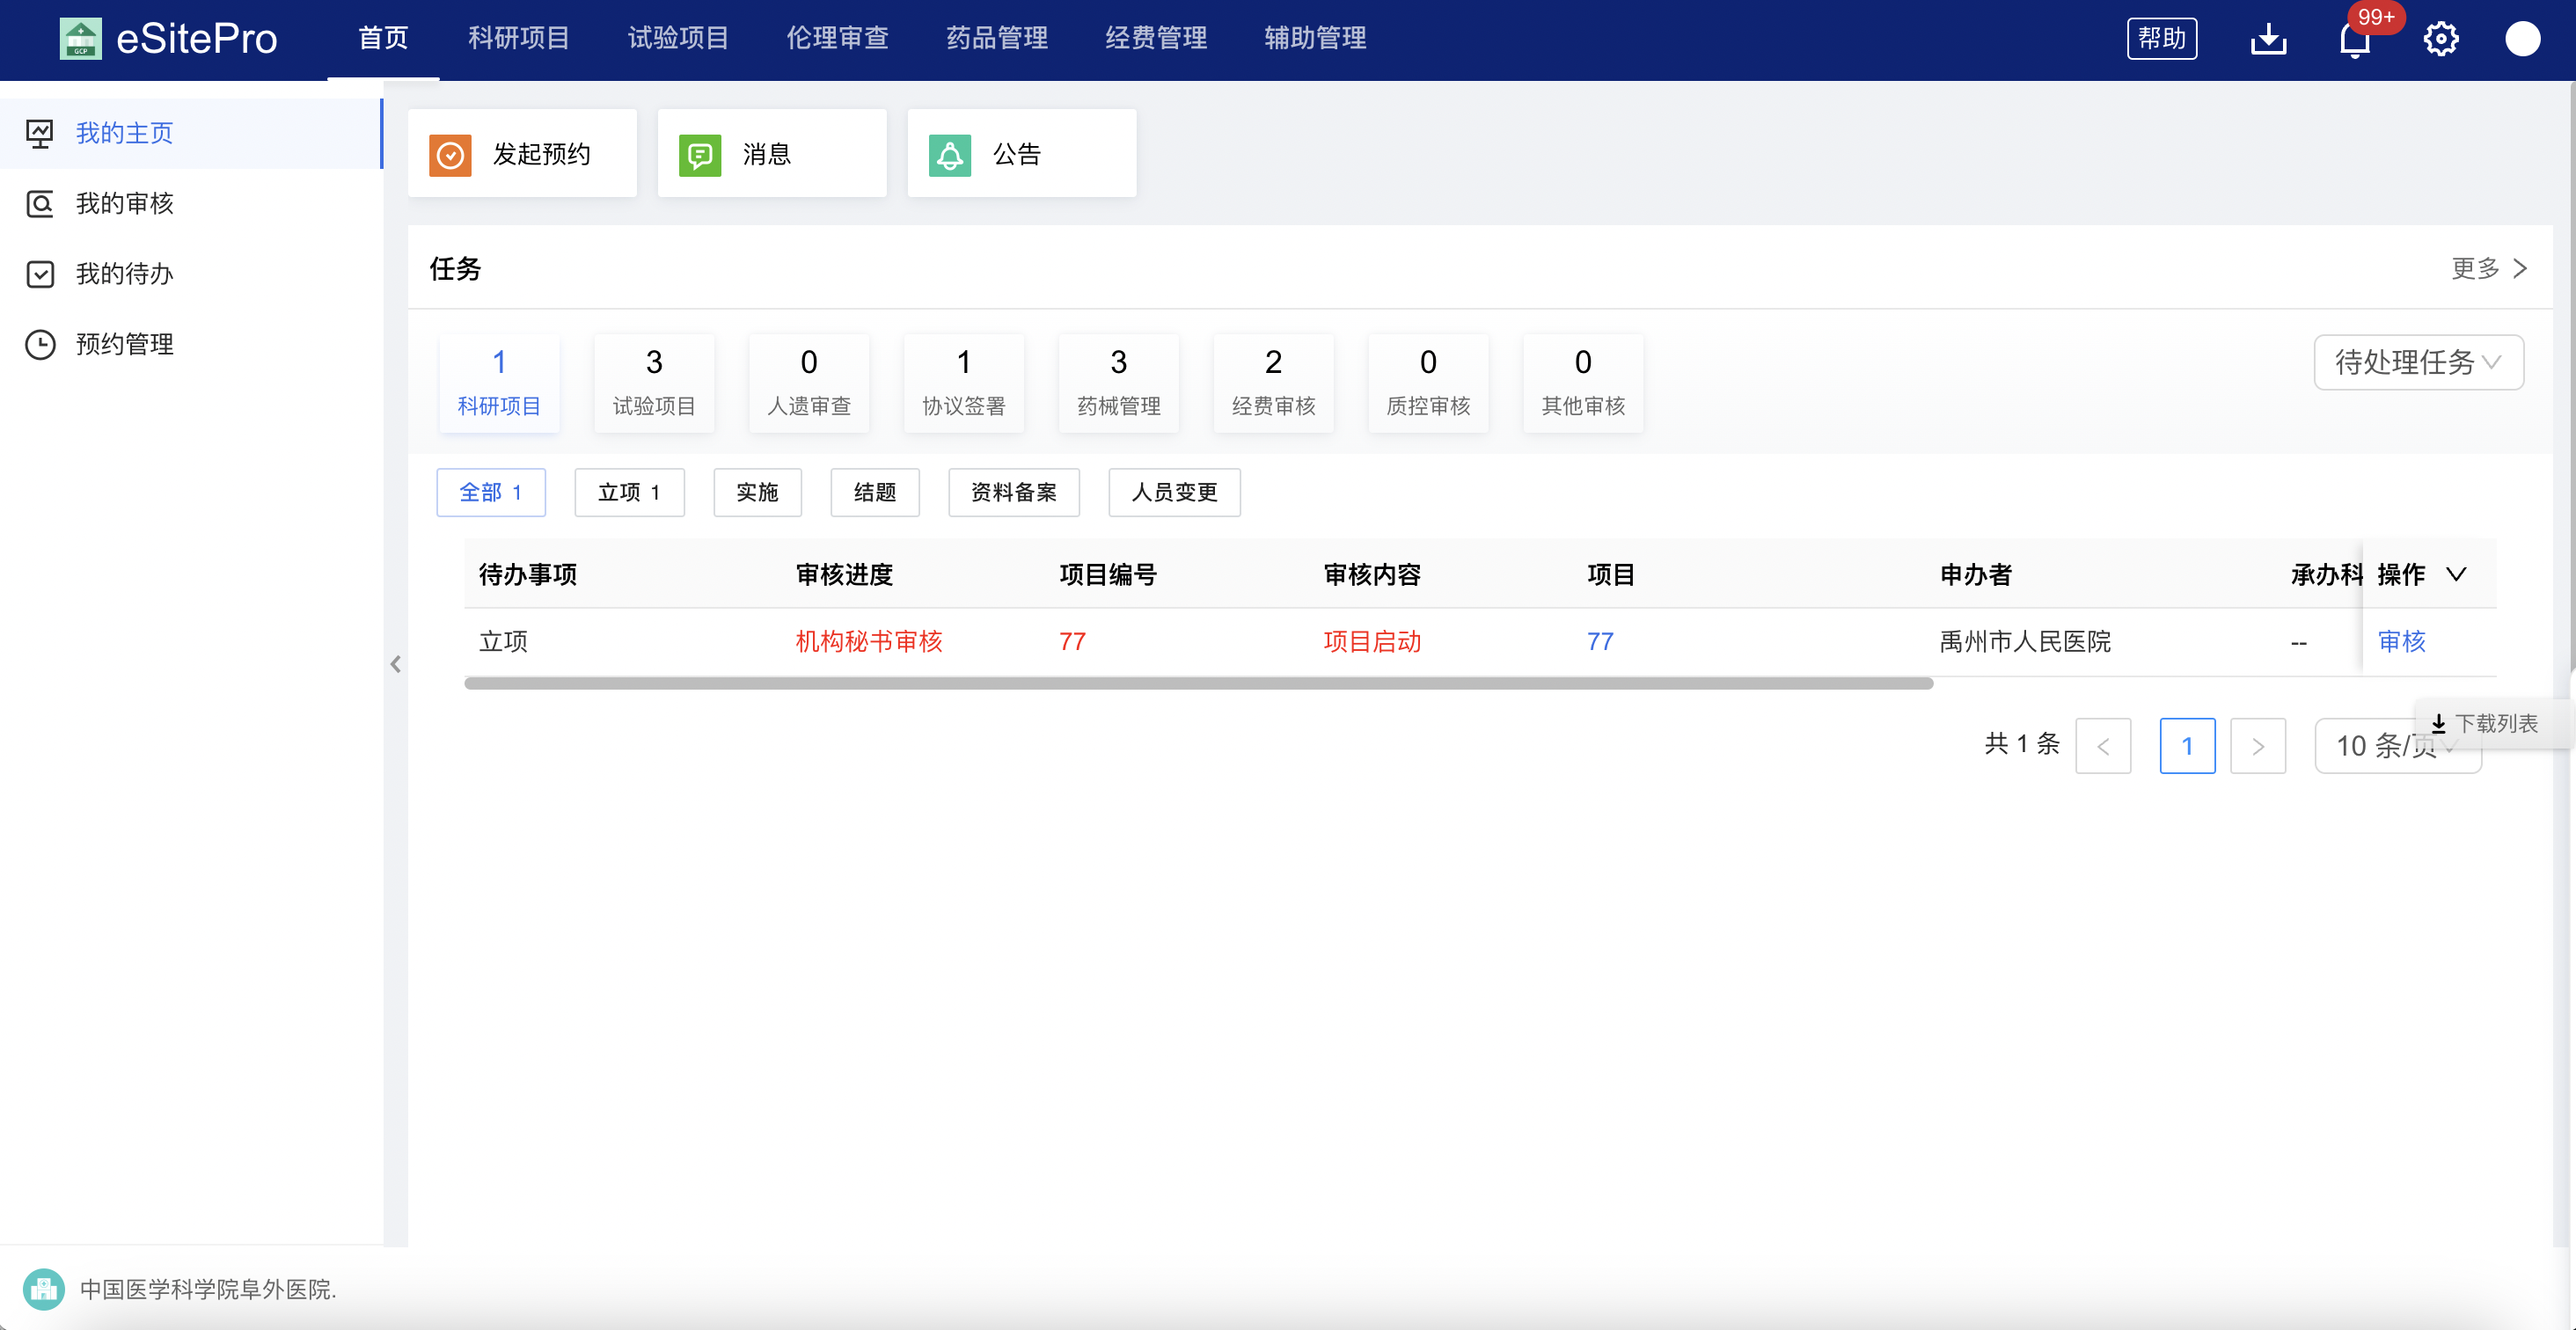 GCP
eSitePro 首页 科研项目 试验项目 伦理审查 药品管理 经费管理 辅助管理 帮助 99+
我的主页
我的审核
我的待办
预约管理
发起预约 消息 公告
任务 更多
1 3 0 1 3 2 0 0 待处理任务
科研项目 试验项目 人遗审查 协议签署 药械管理 经费审核 质控审核 其他审核
全部 1 立项 1 实施 结题 资料备案 人员变更
待办事项 审核进度 项目编号 审核内容 项目 申办者 承办科 操作
立项 机构秘书审核 77 项目启动 77 禹州市人民医院 -- 审核
下载列表
共 1 条 < 1 > 10 条/页
中国医学科学院阜外医院.